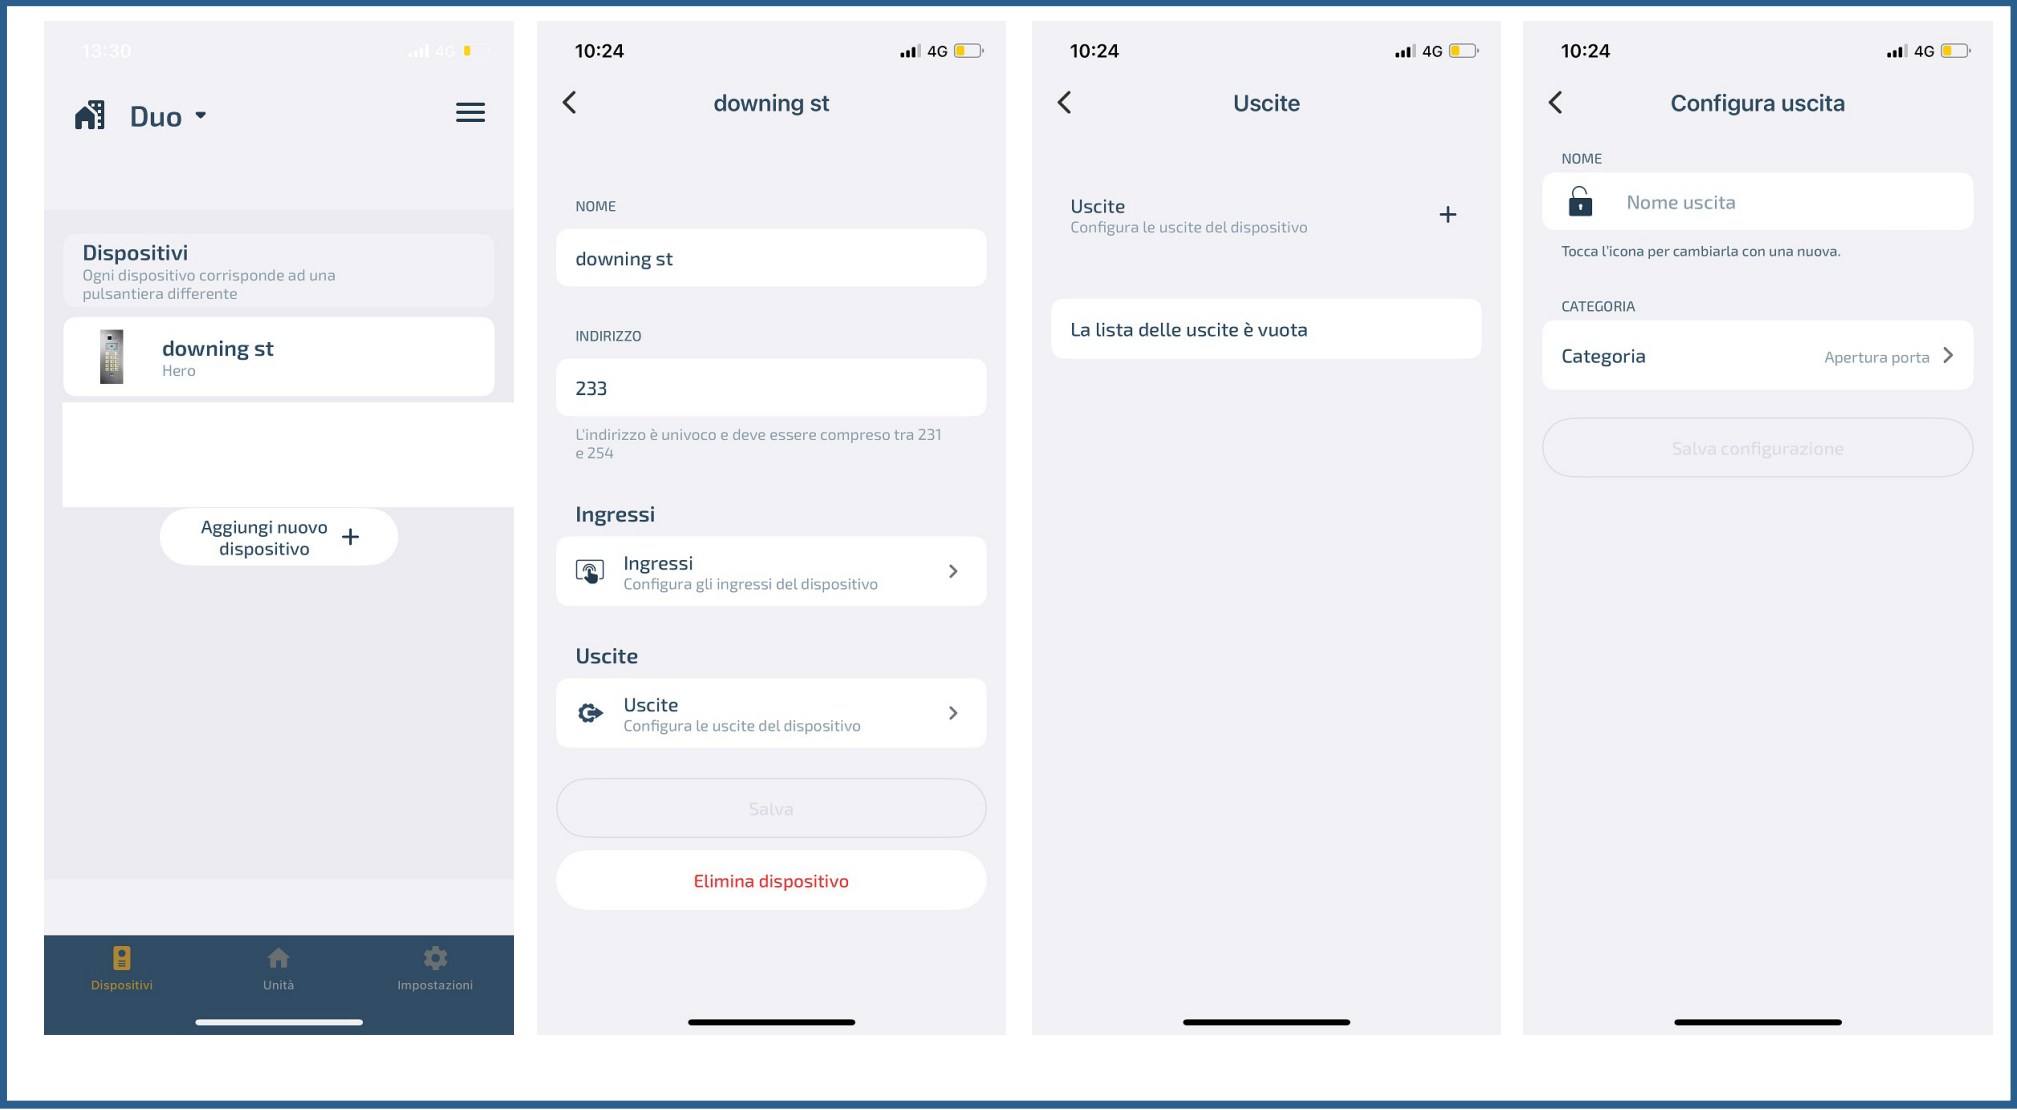 13:30
4G
Duo
Dispositivi
Ogni dispositivo corrisponde ad una
pulsantiera differente
downing st
Hero
Aggiungi nuovo
dispositivo
Dispositivi
Unità
Impostazioni
10:24
4G
downing st
NOME
downing st
INDIRIZZO
233
L'indirizzo è univoco e deve essere compreso tra 231
e 254
Ingressi
Ingressi
Configura gli ingressi del dispositivo
Uscite
Uscite
Configura le uscite del dispositivo
Salva
Elimina dispositivo
10:24
4G
Uscite
Uscite
Configura le uscite del dispositivo
La lista delle uscite è vuota
10:24
4G
Configura uscita
NOME
Nome uscita
Tocca l'icona per cambiarla con una nuova.
CATEGORIA
Categoria
Apertura porta
Salva configurazione